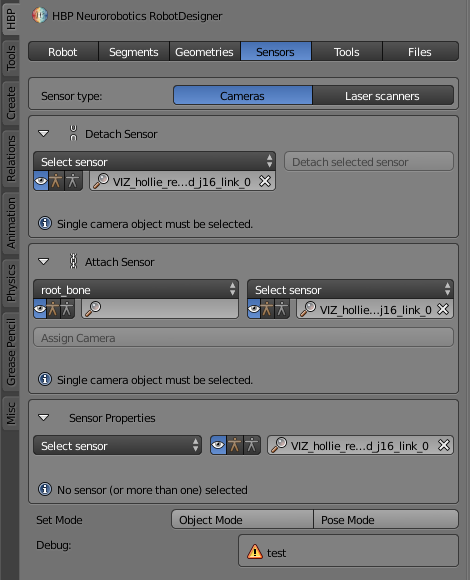 HBP Neurorobotics RobotDesigner
Robot Segments Geometries Sensors Tools Files
Sensor type: Cameras Laser scanners
Detach Sensor
Select sensor Detach selected sensor
VIZ_hollie_re...d_j16_link_0
Single camera object must be selected.
Attach Sensor
root_bone Select sensor
VIZ_hollie...j16_link_0
Assign Camera
Single camera object must be selected.
Sensor Properties
Select sensor VIZ_hollie_re...d_j16_link_0
No sensor (or more than one) selected
Set Mode Object Mode Pose Mode
Debug: test
HBP
Tools
Create
Relations
Animation
Physics
Grease Pencil
Misc